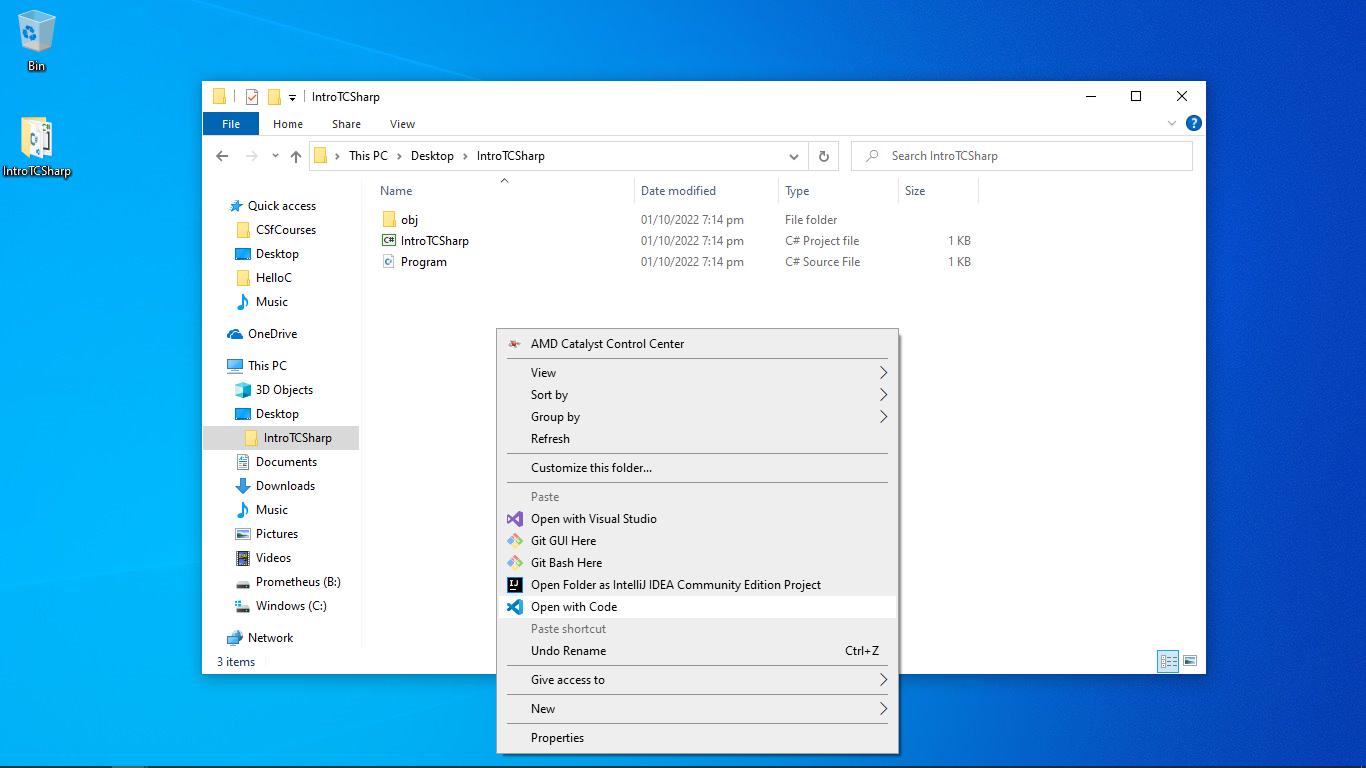 Bin
IntroTCSharp
IntroTCSharp
File Home Share View
This PC Desktop IntroTCSharp
Search IntroTCSharp
Name Date modified Type Size
obj 01/10/2022 7:14 pm File folder
IntroTCSharp 01/10/2022 7:14 pm C# Project file 1 KB
Program 01/10/2022 7:14 pm C# Source File 1 KB
Quick access
CSfCourses
Desktop
HelloC
Music
OneDrive
This PC
3D Objects
Desktop
IntroTCSharp
Documents
Downloads
Music
Pictures
Videos
Prometheus (B:)
Windows (C:)
Network
3 items
AMD Catalyst Control Center
View
Sort by
Group by
Refresh
Customize this folder...
Paste
Open with Visual Studio
Git GUI Here
Git Bash Here
Open Folder as IntelliJ IDEA Community Edition Project
Open with Code
Paste shortcut
Undo Rename Ctrl+Z
Give access to
New
Properties